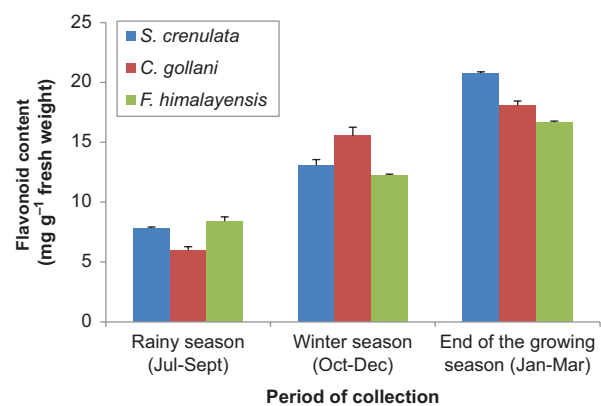 25
20
15
10
5
0
Flavonoid content
(mg g⁻¹ fresh weight)
S. crenulata
C. gollani
F. himalayensis
Rainy season
(Jul-Sept)
Winter season
(Oct-Dec)
End of the growing
season (Jan-Mar)
Period of collection